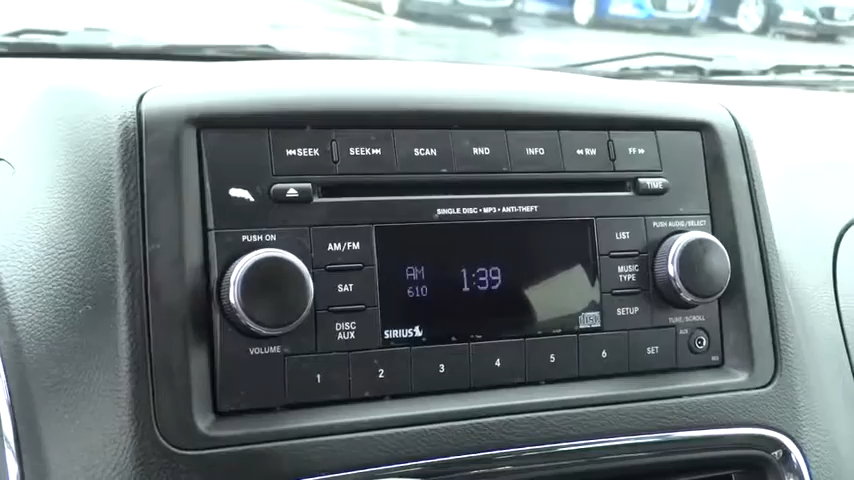 SEEK SEEK SCAN RND INFO RW FF
TIME
SINGLE DISC • MP3 • ANTI-THEFT
PUSH ON AM/FM LIST PUSH AUDIO/SELECT
SAT MUSIC TYPE
AM 1:39
610
DISC AUX SETUP
SIRIUS disc
VOLUME TUNE/SCROLL
AUX
1 2 3 4 5 6 SET